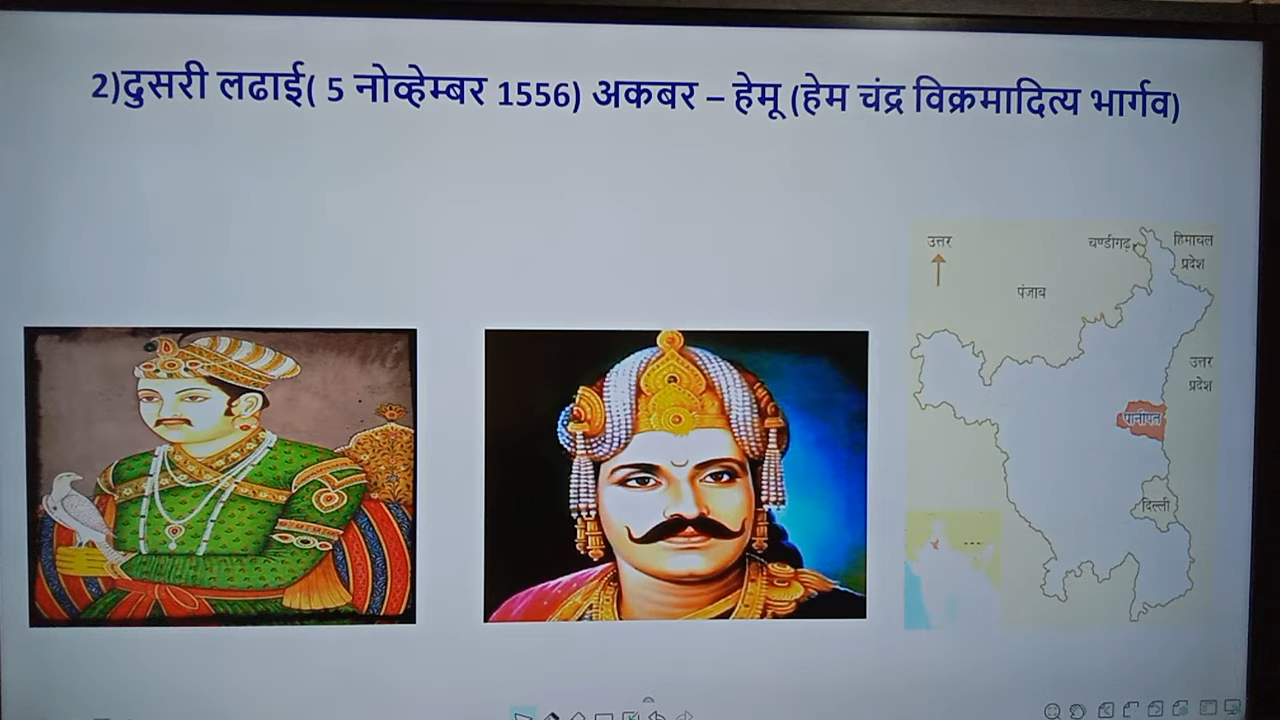 2)दुसरी लढाई( 5 नोव्हेम्बर 1556) अकबर – हेमू (हेम चंद्र विक्रमादित्य भार्गव)
उत्तर
चण्डीगढ़
हिमाचल
प्रदेश
पंजाब
उत्तर
प्रदेश
पानीपत
दिल्ली